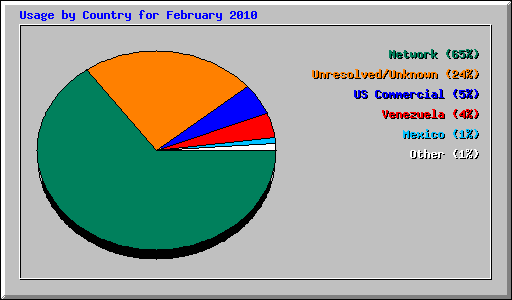 Usage by Country for February 2010
Network (65%)
Unresolved/Unknown (24%)
US Commercial (5%)
Venezuela (4%)
Mexico (1%)
Other (1%)